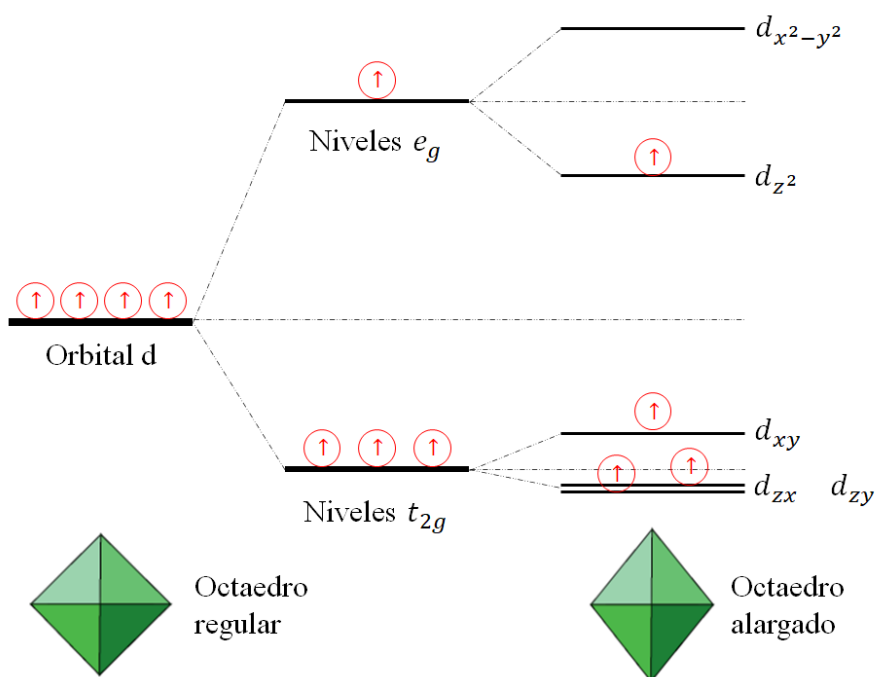 d_{x²−y²}
Niveles e_g
d_{z²}
Orbital d
d_{xy}
d_{zx} d_{zy}
Niveles t_{2g}
Octaedro
regular
Octaedro
alargado